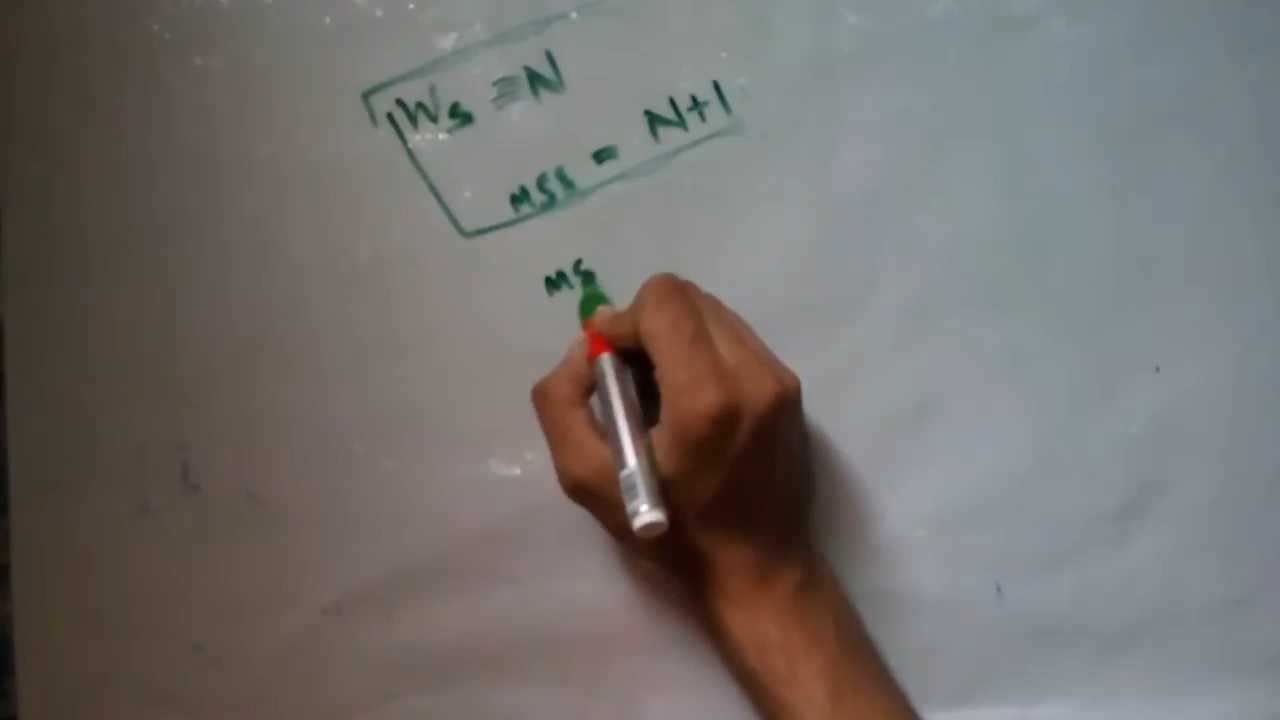 Ws = N
MSS = N+1
MS